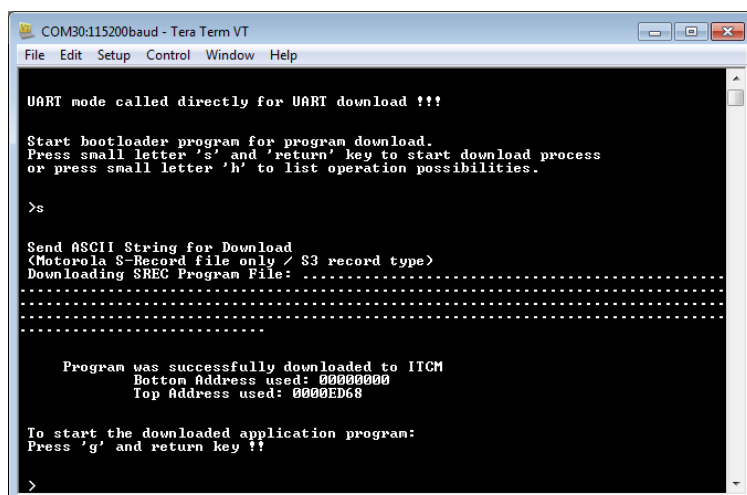 COM30:115200baud - Tera Term VT
File Edit Setup Control Window Help
UART mode called directly for UART download !!!
Start bootloader program for program download.
Press small letter 's' and 'return' key to start download process
or press small letter 'h' to list operation possibilities.
>s
Send ASCII String for Download
(Motorola S-Record file only / S3 record type)
Downloading SREC Program File: ................................................
................................................................................
................................................................................
................................................................................
............................
Program was successfully downloaded to ITCM
Bottom Address used: 00000000
Top Address used: 0000ED68
To start the downloaded application program:
Press 'g' and return key !!
>